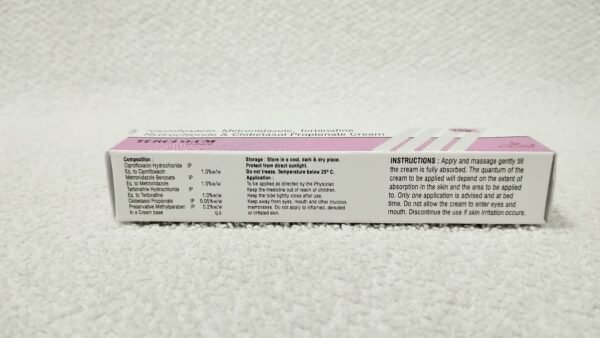 Ciprofloxacin, Metronidazole, Terbinafine
Hydrochloride & Clobetasol Propionate Cream
TERCLO-CM
15g
Composition :
Ciprofloxacin Hydrochloride IP
Eq. to Ciprofloxacin 1.0%w/w
Metronidazole Benzoate IP
Eq. to Metronidazole 1.0%w/w
Terbinafine Hydrochloride IP
Eq. to Terbinafine 1.0%w/w
Clobetasol Propionate IP 0.05%w/w
Preservative Methylparaben IP 0.2%w/w
In a Cream base q.s.
Storage : Store in a cool, dark & dry place.
Protect from direct sunlight.
Do not freeze. Temperature below 25° C.
Application :
To be applied as directed by the Physician
Keep the medicine out of reach of children.
Keep the tube tightly close after use.
Keep away from eyes, mouth and other mucous
membranes. Do not apply to inflamed, denuded
or irritated skin.
INSTRUCTIONS : Apply and massage gently till
the cream is fully absorbed. The quantum of
the cream to be applied will depend on the extent of
absorption in the skin and the area to be applied
to. Only one application is advised and at bed
time. Do not allow the cream to enter eyes and
mouth. Discontinue the use if skin irritation occurs.